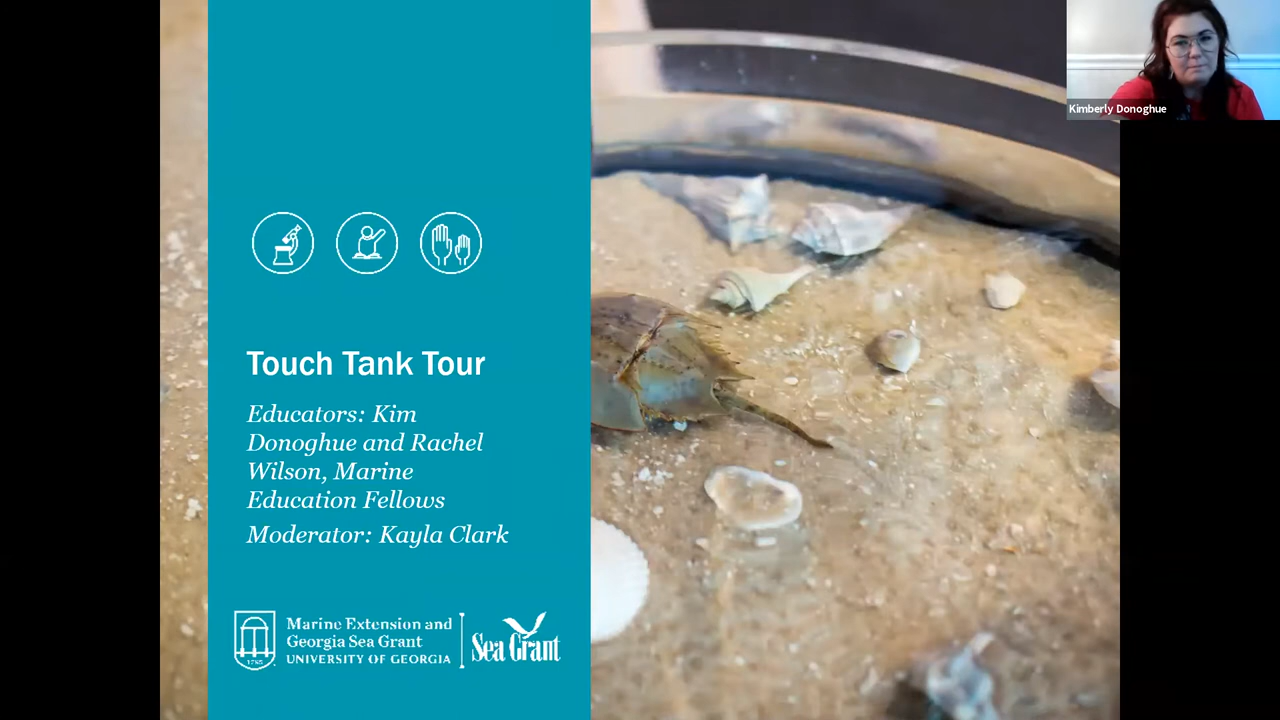 Kimberly Donoghue
Touch Tank Tour
Educators: Kim
Donoghue and Rachel
Wilson, Marine
Education Fellows
Moderator: Kayla Clark
1785
Marine Extension and
Georgia Sea Grant
UNIVERSITY OF GEORGIA
Sea Grant